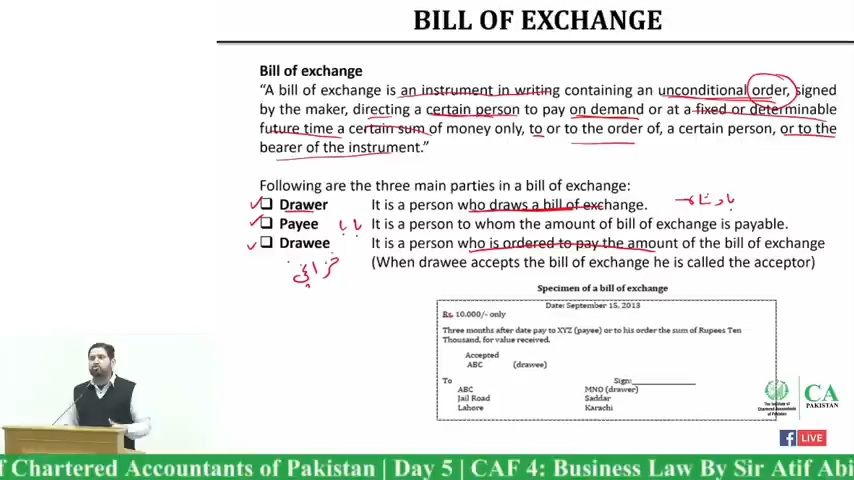 BILL OF EXCHANGE
Bill of exchange
“A bill of exchange is an instrument in writing containing an unconditional order, signed
by the maker, directing a certain person to pay on demand or at a fixed or determinable
future time a certain sum of money only, to or to the order of, a certain person, or to the
bearer of the instrument.”
Following are the three main parties in a bill of exchange:
Drawer It is a person who draws a bill of exchange. بادشاہ
Payee بابا It is a person to whom the amount of bill of exchange is payable.
Drawee It is a person who is ordered to pay the amount of the bill of exchange
خزانچی (When drawee accepts the bill of exchange he is called the acceptor)
Specimen of a bill of exchange
Date: September 15, 2013
Rs. 10.000/- only
Three months after date pay to XYZ (payee) or to his order the sum of Rupees Ten
Thousand, for value received.
Accepted
ABC (drawee)
To Sign:
ABC MNO (drawer)
Jail Road Saddar
Lahore Karachi
The Institute of
Chartered Accountants
of Pakistan
CA
PAKISTAN
f LIVE
of Chartered Accountants of Pakistan | Day 5 | CAF 4: Business Law By Sir Atif Abi